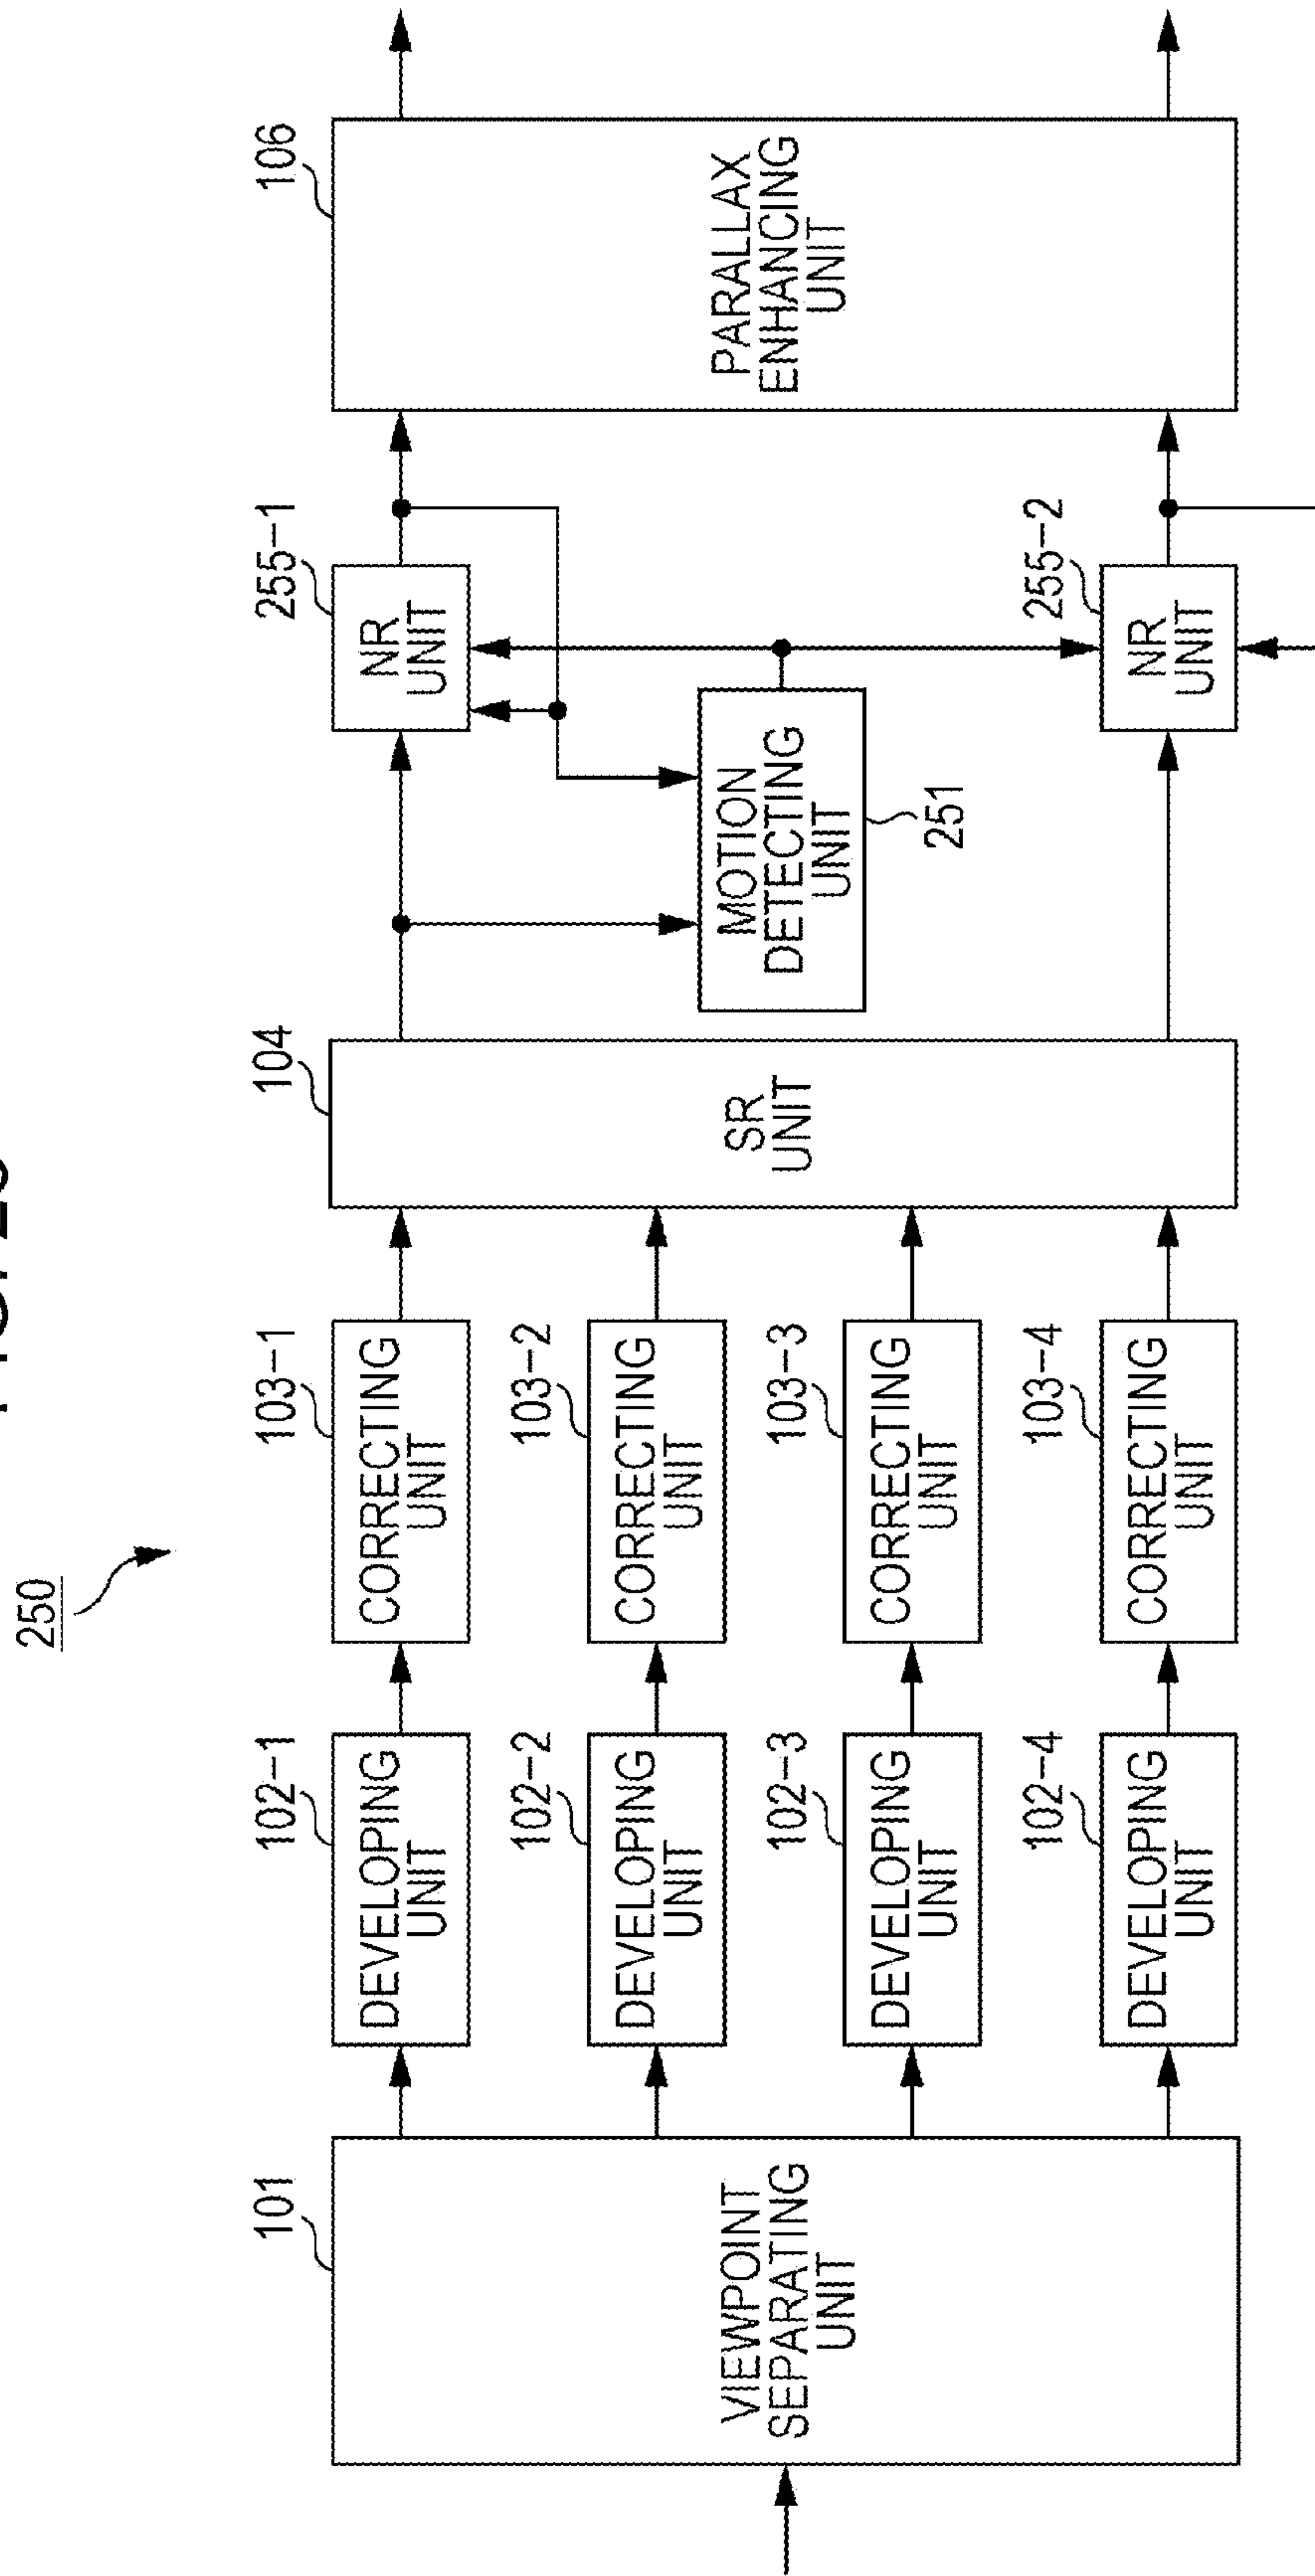 250
101
VIEWPOINT
SEPARATING
UNIT
102-1
DEVELOPING
UNIT
103-1
CORRECTING
UNIT
102-2
DEVELOPING
UNIT
103-2
CORRECTING
UNIT
102-3
DEVELOPING
UNIT
103-3
CORRECTING
UNIT
102-4
DEVELOPING
UNIT
103-4
CORRECTING
UNIT
104
SR
UNIT
255-1
NR
UNIT
MOTION
DETECTING
UNIT
251
255-2
NR
UNIT
106
PARALLAX
ENHANCING
UNIT